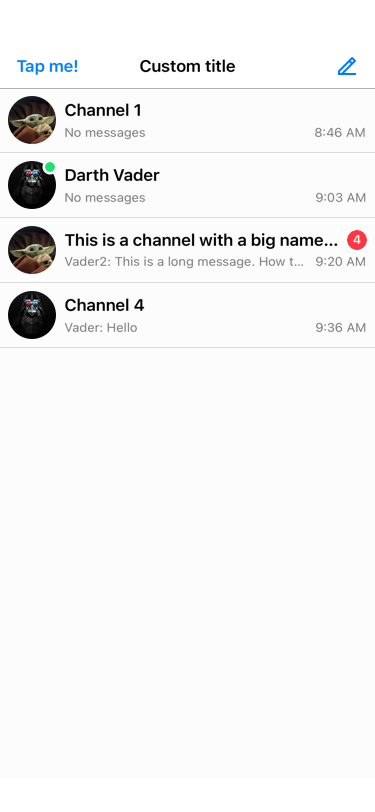 Tap me!
Custom title
Channel 1
No messages
8:46 AM
Darth Vader
No messages
9:03 AM
This is a channel with a big name...
4
Vader2: This is a long message. How t...
9:20 AM
Channel 4
Vader: Hello
9:36 AM